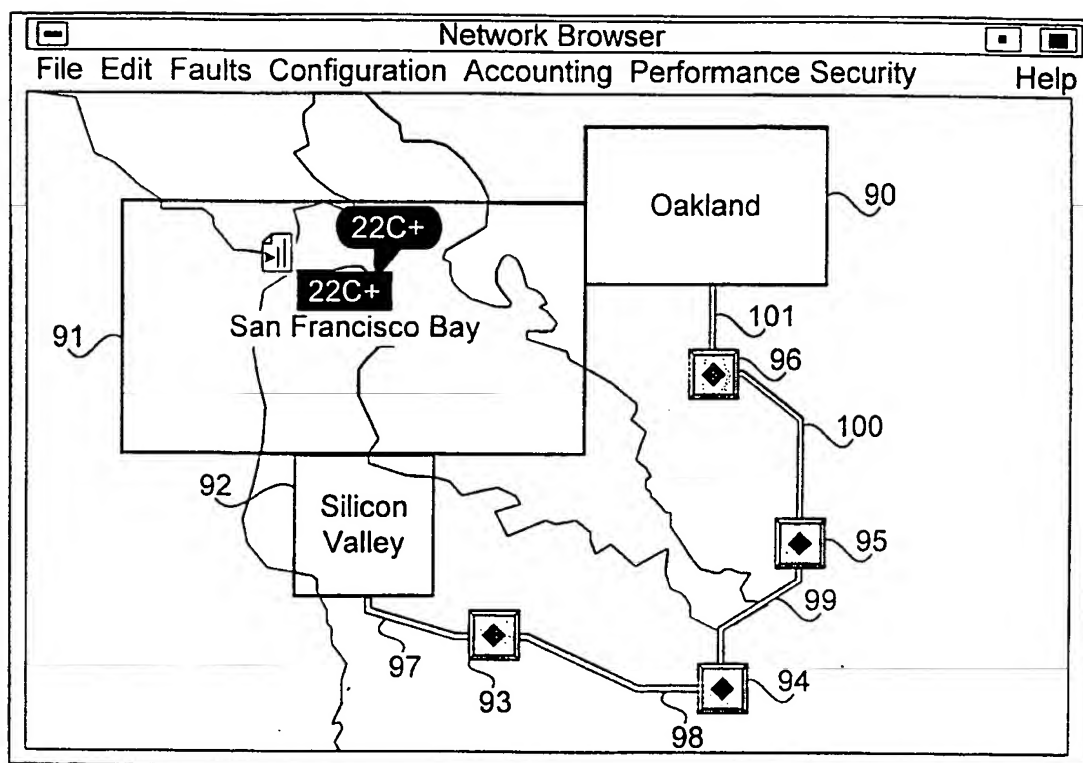 Network Browser
File Edit Faults Configuration Accounting Performance Security Help
Oakland
90
22C+
22C+
San Francisco Bay
91
101
96
100
92
Silicon
Valley
95
99
97
93
94
98